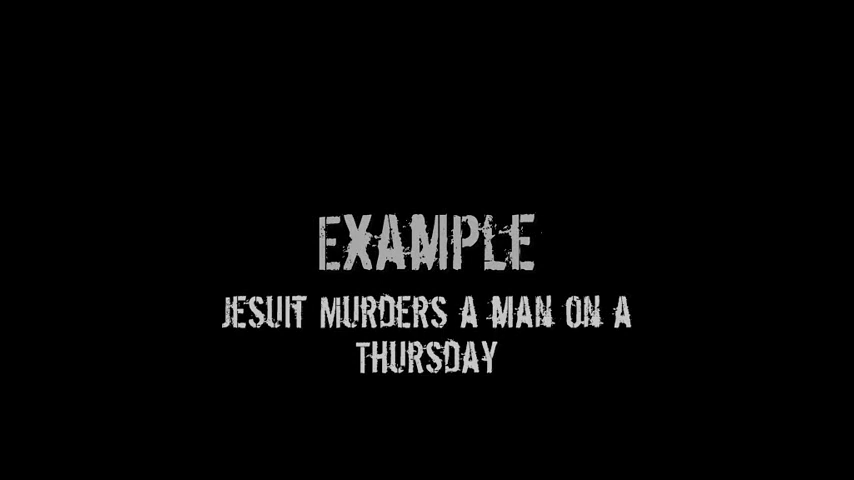 EXAMPLE
JESUIT MURDERS A MAN ON A
THURSDAY